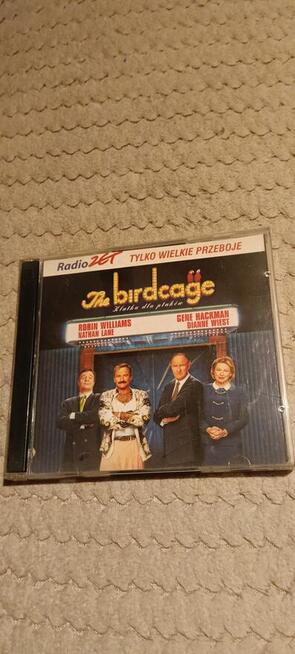 Radio ZET TYLKO WIELKIE PRZEBOJE
The birdcage
Klatka dla ptaków
ROBIN WILLIAMS GENE HACKMAN
NATHAN LANE DIANNE WIEST